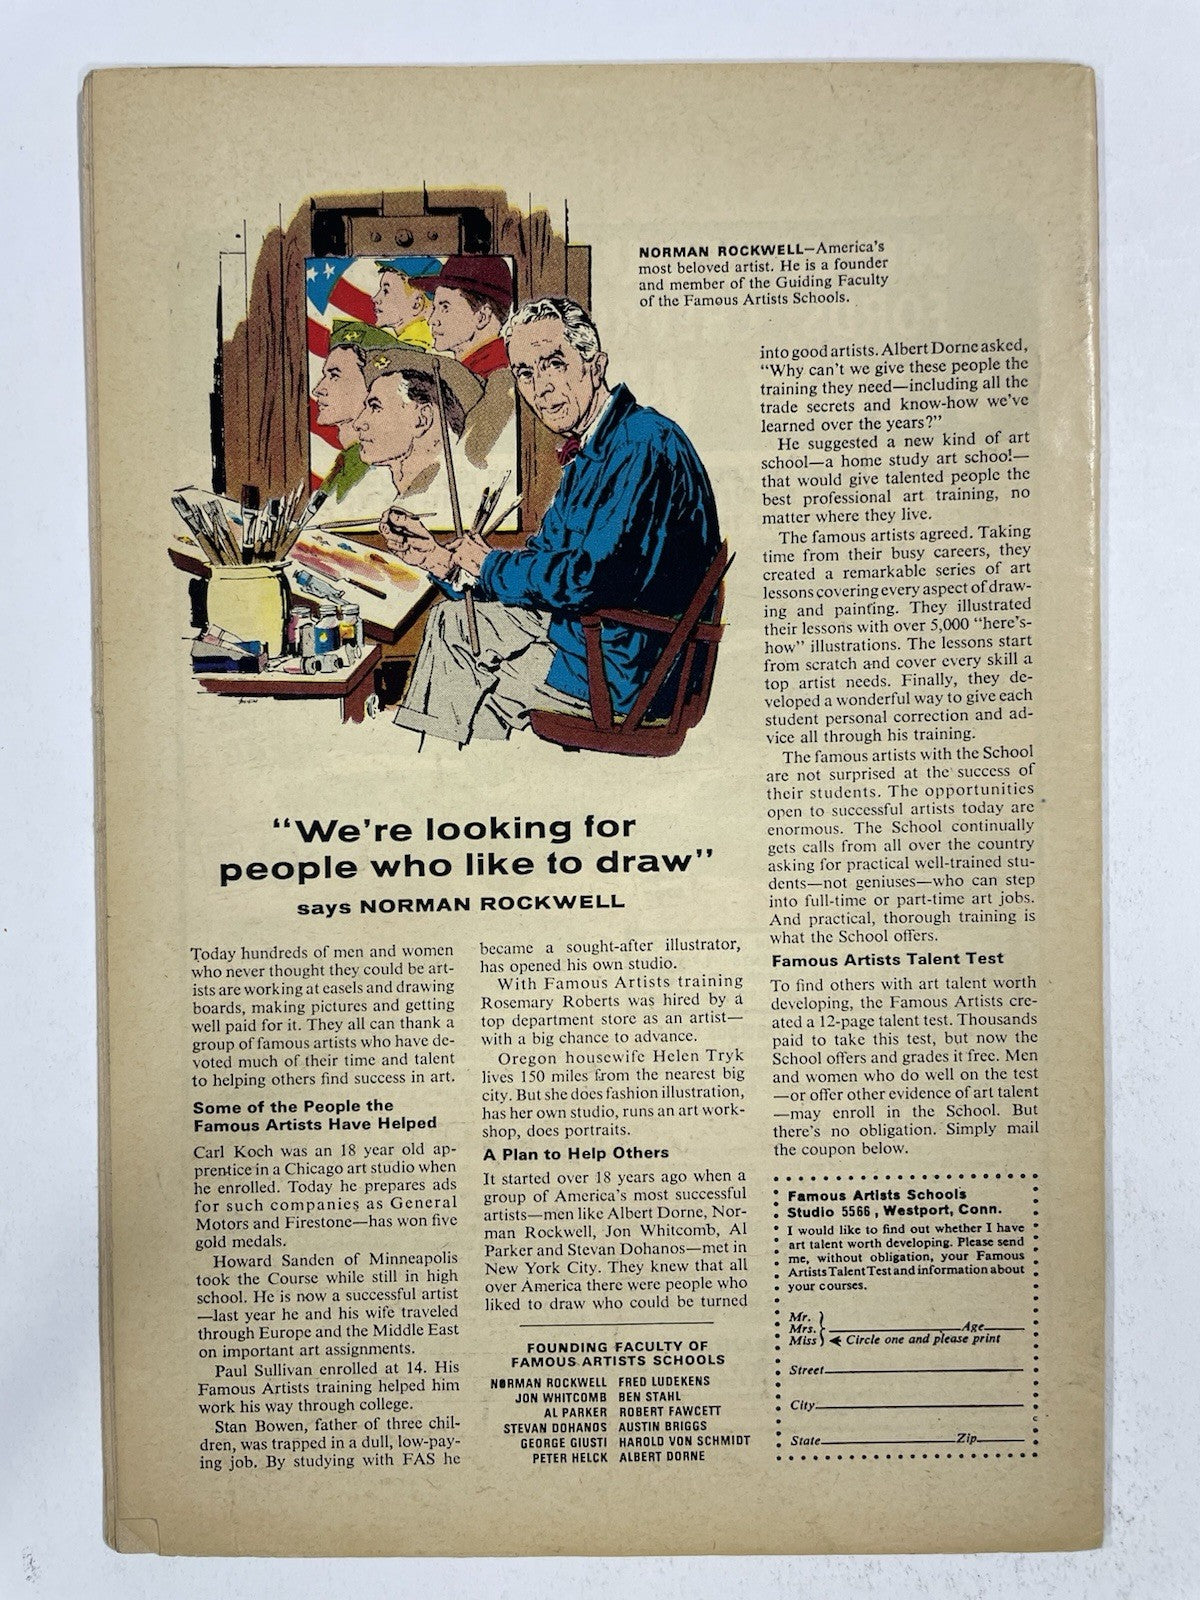 NORMAN ROCKWELL—America's
most beloved artist. He is a founder
and member of the Guiding Faculty
of the Famous Artists Schools.
"We're looking for
people who like to draw"
says NORMAN ROCKWELL
Today hundreds of men and women
who never thought they could be art-
ists are working at easels and drawing
boards, making pictures and getting
well paid for it. They all can thank a
group of famous artists who have de-
voted much of their time and talent
to helping others find success in art.
Some of the People the
Famous Artists Have Helped
Carl Koch was an 18 year old ap-
prentice in a Chicago art studio when
he enrolled. Today he prepares ads
for such companies as General
Motors and Firestone—has won five
gold medals.
Howard Sanden of Minneapolis
took the Course while still in high
school. He is now a successful artist
—last year he and his wife traveled
through Europe and the Middle East
on important art assignments.
Paul Sullivan enrolled at 14. His
Famous Artists training helped him
work his way through college.
Stan Bowen, father of three chil-
dren, was trapped in a dull, low-pay-
ing job. By studying with FAS he
became a sought-after illustrator,
has opened his own studio.
With Famous Artists training
Rosemary Roberts was hired by a
top department store as an artist—
with a big chance to advance.
Oregon housewife Helen Tryk
lives 150 miles from the nearest big
city. But she does fashion illustration,
has her own studio, runs an art work-
shop, does portraits.
A Plan to Help Others
It started over 18 years ago when a
group of America's most successful
artists—men like Albert Dorne, Nor-
man Rockwell, Jon Whitcomb, Al
Parker and Stevan Dohanos—met in
New York City. They knew that all
over America there were people who
liked to draw who could be turned
FOUNDING FACULTY OF
FAMOUS ARTISTS SCHOOLS
NORMAN ROCKWELL FRED LUDEKENS
JON WHITCOMB BEN STAHL
AL PARKER ROBERT FAWCETT
STEVAN DOHANOS AUSTIN BRIGGS
GEORGE GIUSTI HAROLD VON SCHMIDT
PETER HELCK ALBERT DORNE
into good artists. Albert Dorne asked,
"Why can't we give these people the
training they need—including all the
trade secrets and know-how we've
learned over the years?"
He suggested a new kind of art
school—a home study art school—
that would give talented people the
best professional art training, no
matter where they live.
The famous artists agreed. Taking
time from their busy careers, they
created a remarkable series of art
lessons covering every aspect of draw-
ing and painting. They illustrated
their lessons with over 5,000 "here's-
how" illustrations. The lessons start
from scratch and cover every skill a
top artist needs. Finally, they de-
veloped a wonderful way to give each
student personal correction and ad-
vice all through his training.
The famous artists with the School
are not surprised at the success of
their students. The opportunities
open to successful artists today are
enormous. The School continually
gets calls from all over the country
asking for practical well-trained stu-
dents—not geniuses—who can step
into full-time or part-time art jobs.
And practical, thorough training is
what the School offers.
Famous Artists Talent Test
To find others with art talent worth
developing, the Famous Artists cre-
ated a 12-page talent test. Thousands
paid to take this test, but now the
School offers and grades it free. Men
and women who do well on the test
—or offer other evidence of art talent
—may enroll in the School. But
there's no obligation. Simply mail
the coupon below.
Famous Artists Schools
Studio 5566, Westport, Conn.
I would like to find out whether I have
art talent worth developing. Please send
me, without obligation, your Famous
Artists Talent Test and information about
your courses.
Mr.
Mrs. Age
Miss Circle one and please print
Street
City
State Zip